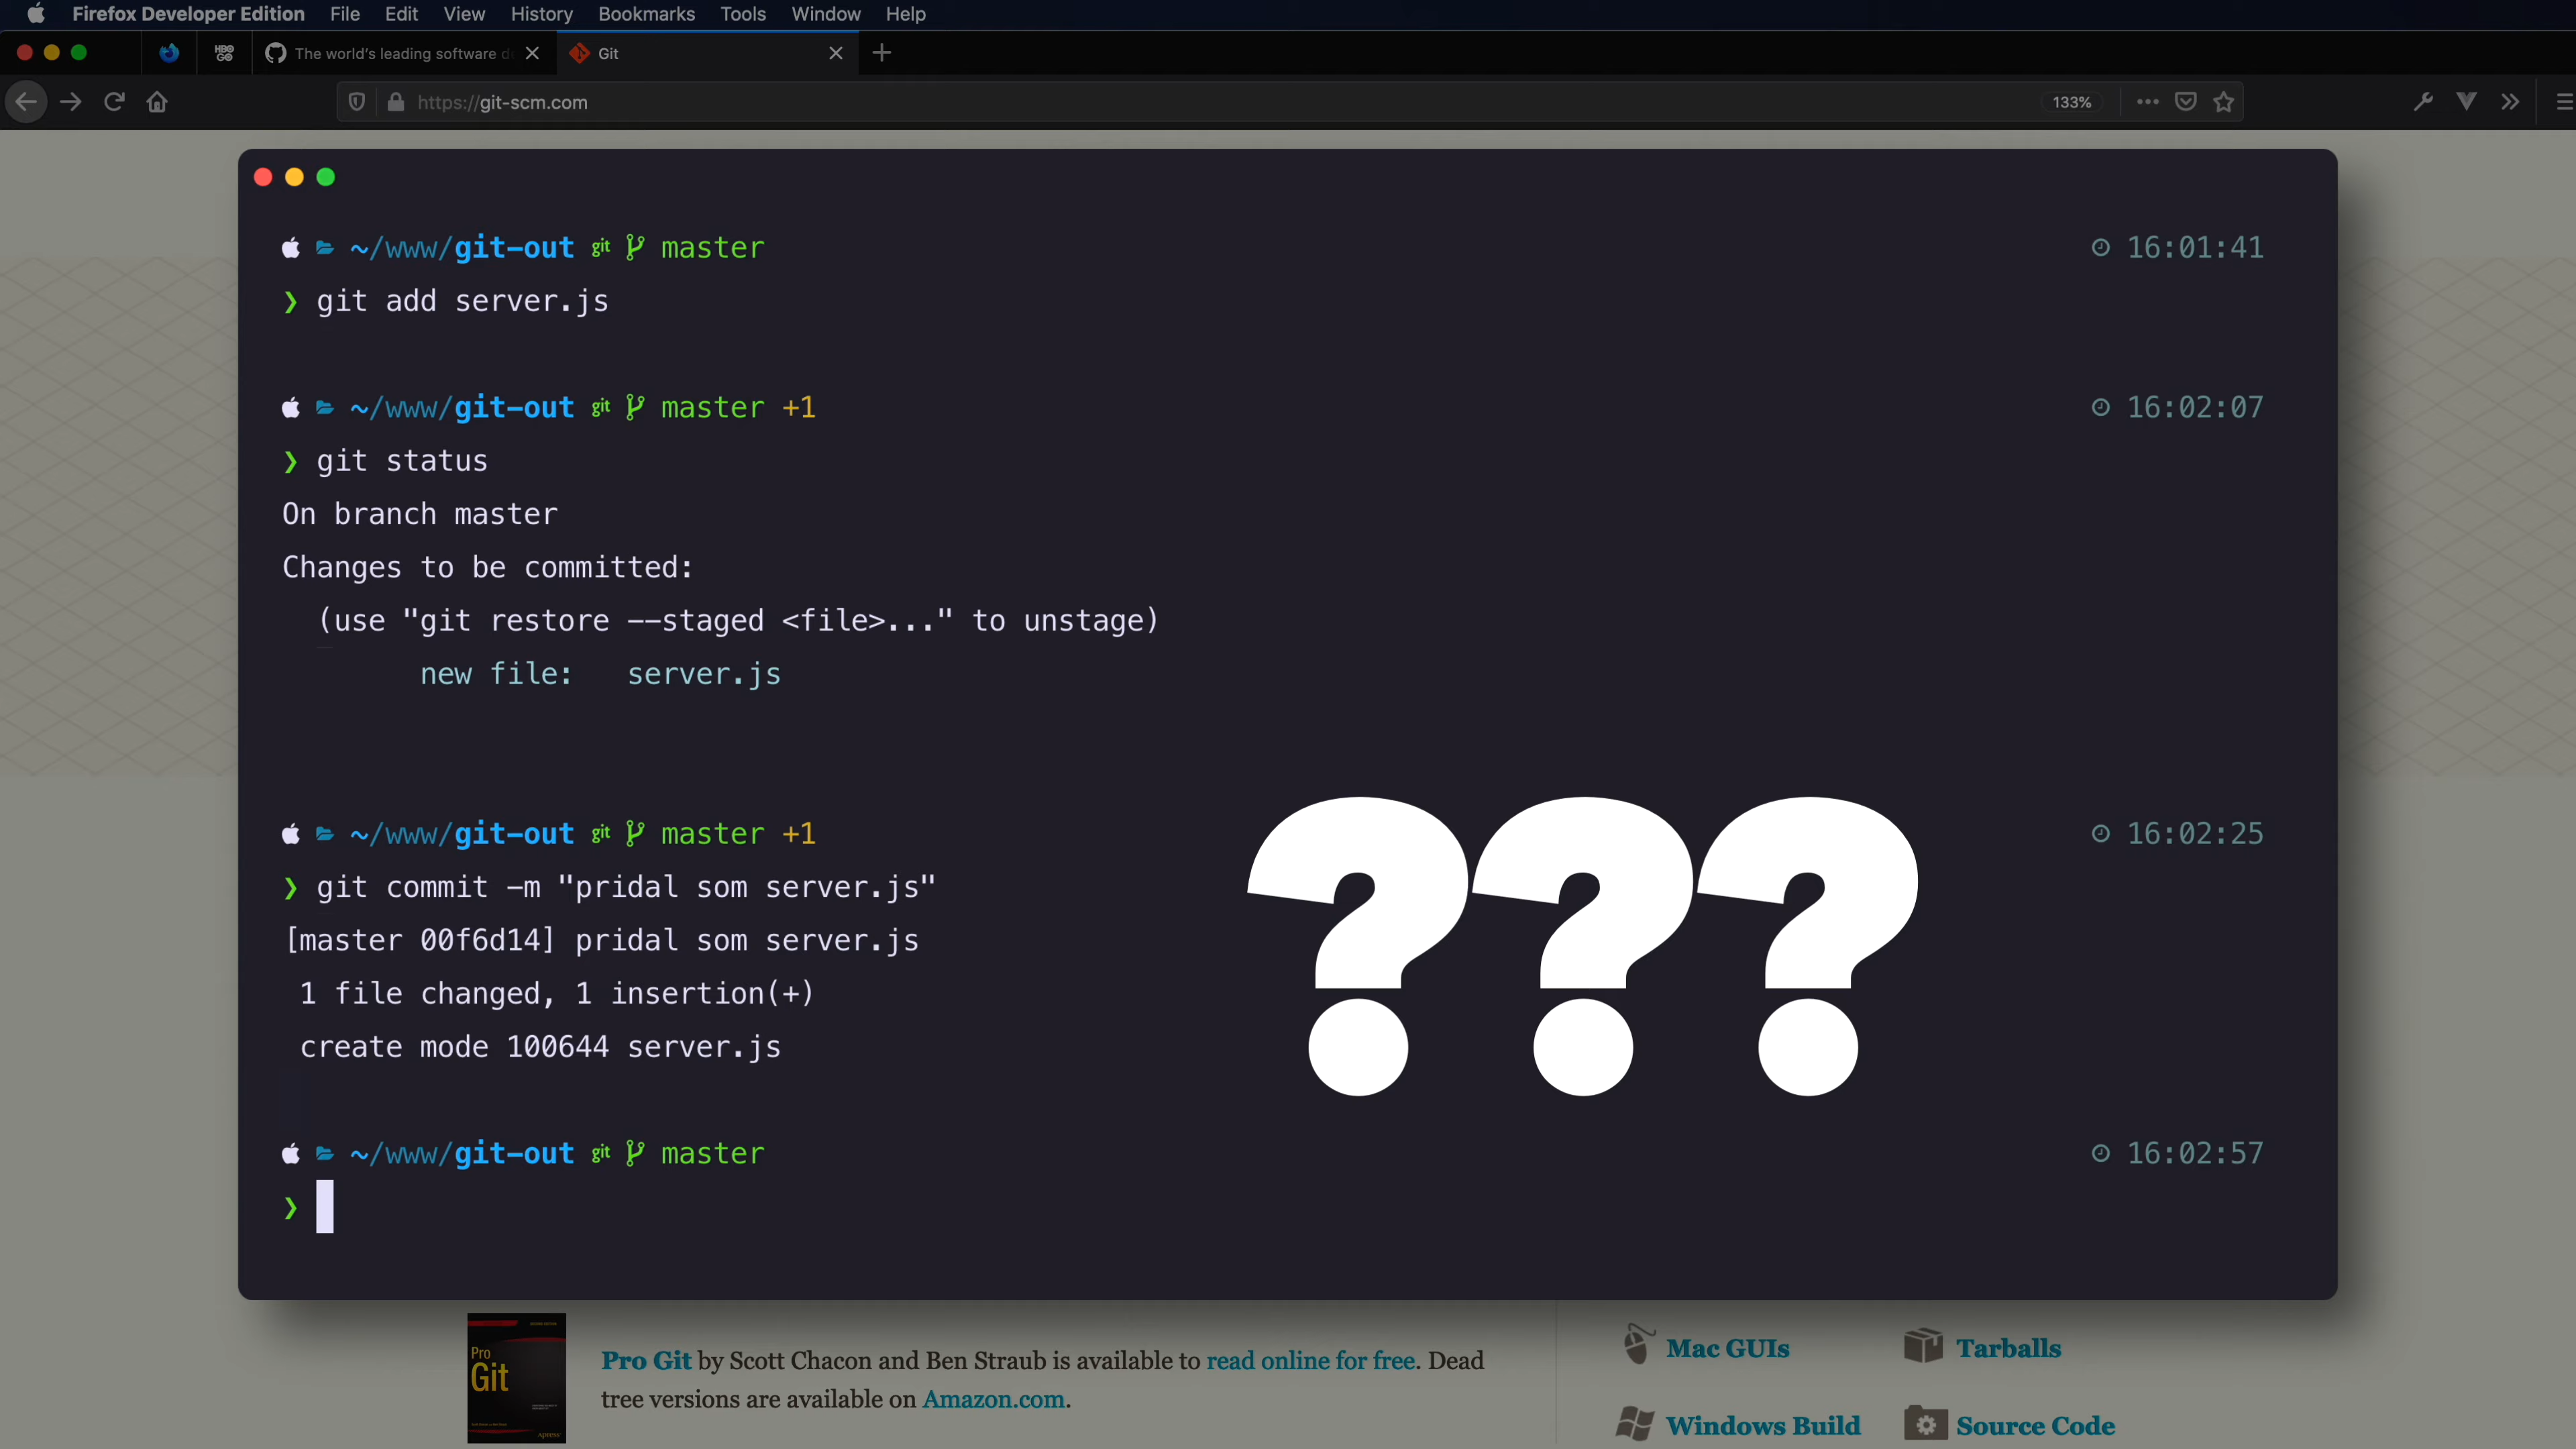 Firefox Developer Edition File Edit View History Bookmarks Tools Window Help
HBO GO The world's leading software d Git
https://git-scm.com 133%
~/www/git-out git master 16:01:41
❯ git add server.js
~/www/git-out git master +1 16:02:07
❯ git status
On branch master
Changes to be committed:
(use "git restore --staged <file>..." to unstage)
new file: server.js
~/www/git-out git master +1 16:02:25
❯ git commit -m "pridal som server.js"
[master 00f6d14] pridal som server.js
1 file changed, 1 insertion(+)
create mode 100644 server.js
???
~/www/git-out git master 16:02:57
❯
Pro
Git
Apress
Pro Git by Scott Chacon and Ben Straub is available to read online for free. Dead
tree versions are available on Amazon.com.
Mac GUIs Tarballs
Windows Build Source Code